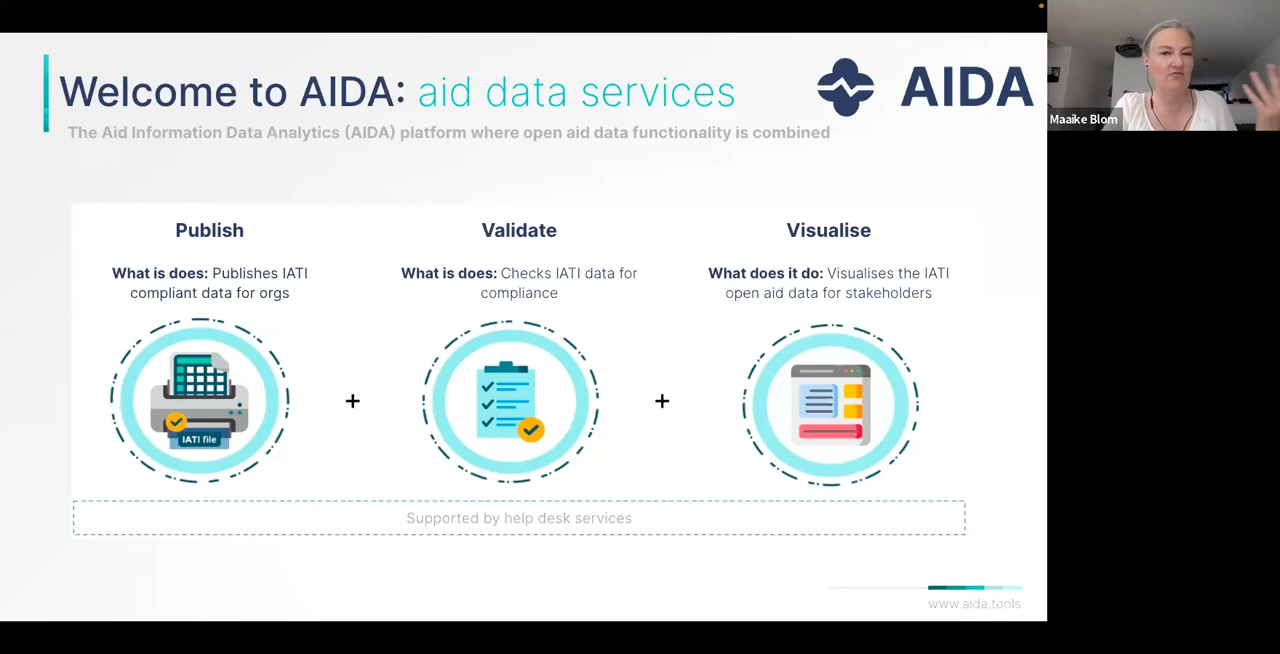 Welcome to AIDA: aid data services
AIDA
The Aid Information Data Analytics (AIDA) platform where open aid data functionality is combined
Maaike Blom
Publish
What is does: Publishes IATI
compliant data for orgs
IATI file
+
Validate
What is does: Checks IATI data for
compliance
+
Visualise
What does it do: Visualises the IATI
open aid data for stakeholders
Supported by help desk services
www.aida.tools